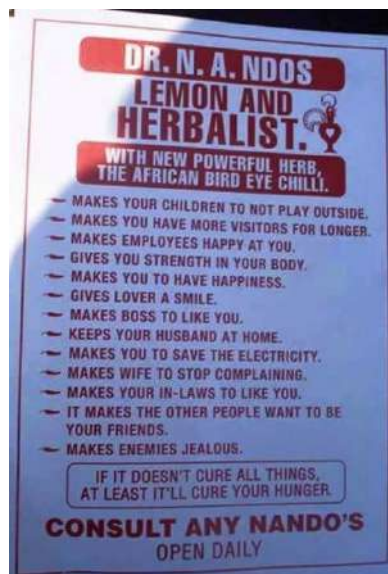 DR. N. A. NDOS
LEMON AND
HERBALIST.
WITH NEW POWERFUL HERB,
THE AFRICAN BIRD EYE CHILLI.
MAKES YOUR CHILDREN TO NOT PLAY OUTSIDE.
MAKES YOU HAVE MORE VISITORS FOR LONGER.
MAKES EMPLOYEES HAPPY AT YOU.
GIVES YOU STRENGTH IN YOUR BODY.
MAKES YOU TO HAVE HAPPINESS.
GIVES LOVER A SMILE.
MAKES BOSS TO LIKE YOU.
KEEPS YOUR HUSBAND AT HOME.
MAKES YOU TO SAVE THE ELECTRICITY.
MAKES WIFE TO STOP COMPLAINING.
MAKES YOUR IN-LAWS TO LIKE YOU.
IT MAKES THE OTHER PEOPLE WANT TO BE
YOUR FRIENDS.
MAKES ENEMIES JEALOUS.
IF IT DOESN'T CURE ALL THINGS,
AT LEAST IT'LL CURE YOUR HUNGER.
CONSULT ANY NANDO'S
OPEN DAILY